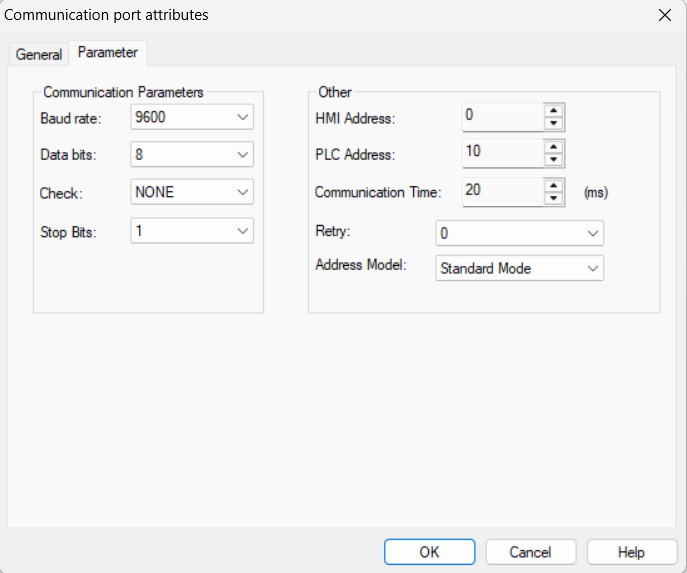 Communication port attributes
General
Parameter
Communication Parameters
Baud rate: 9600
Data bits: 8
Check: NONE
Stop Bits: 1
Other
HMI Address: 0
PLC Address: 10
Communication Time: 20 (ms)
Retry: 0
Address Model: Standard Mode
OK
Cancel
Help